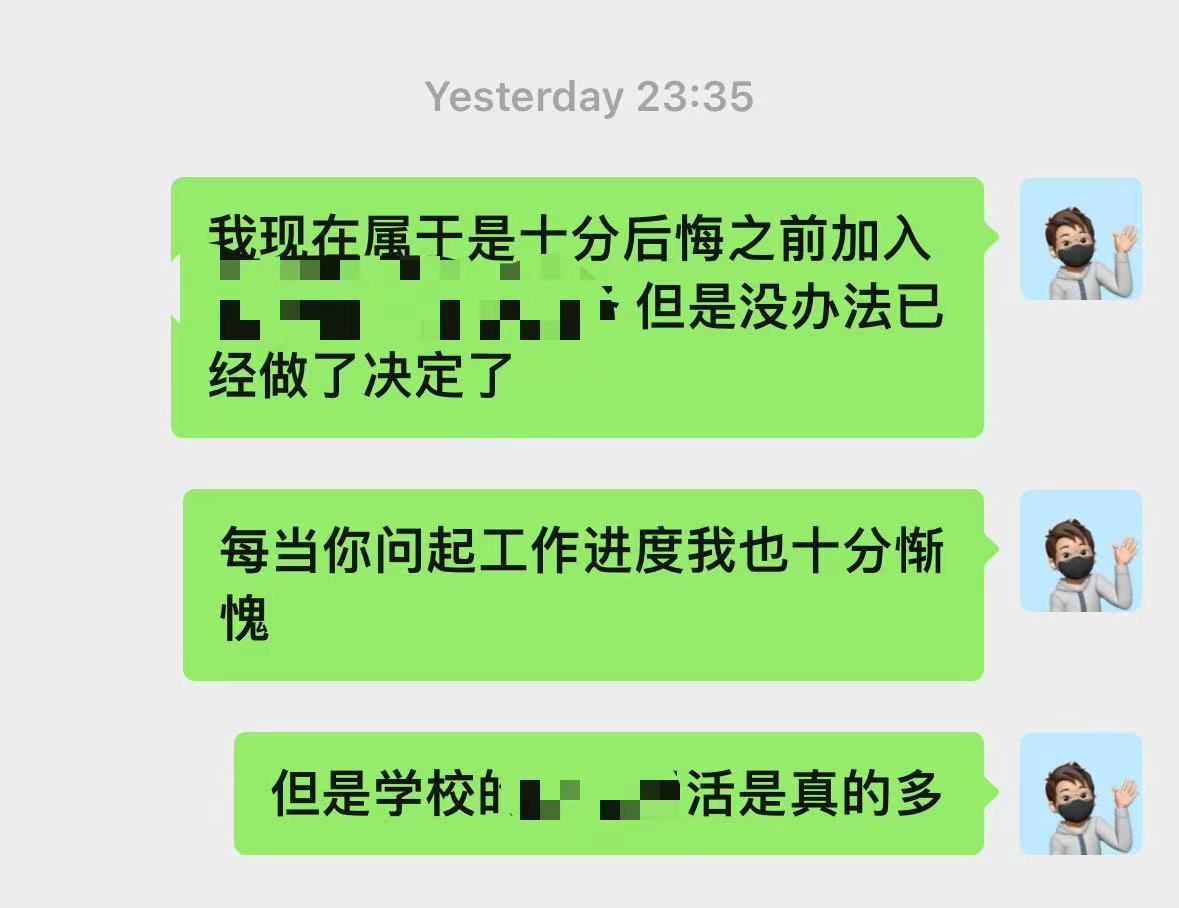 Yesterday 23:35
我现在属于是十分后悔之前加入
但是没办法已
经做了决定了
每当你问起工作进度我也十分惭
愧
但是学校的 活是真的多